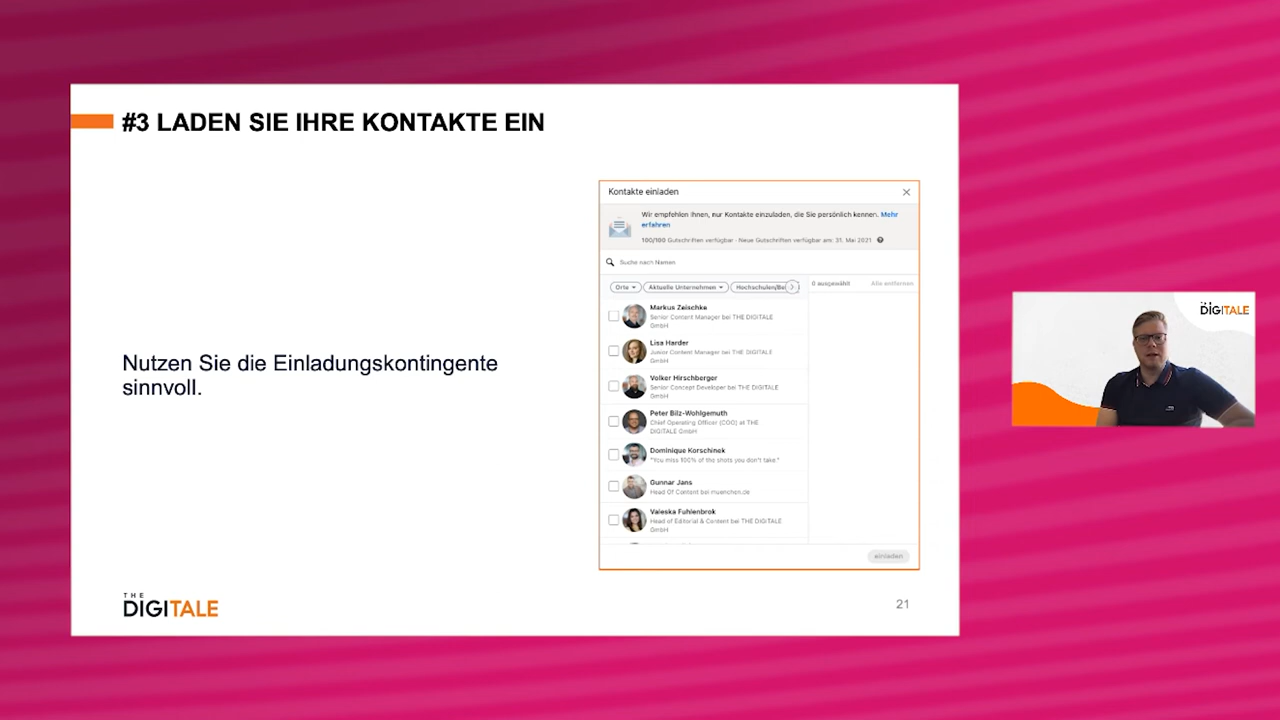 #3 LADEN SIE IHRE KONTAKTE EIN
Nutzen Sie die Einladungskontingente
sinnvoll.
Kontakte einladen
Wir empfehlen Ihnen, nur Kontakte einzuladen, die Sie persönlich kennen. Mehr
erfahren
100/100 Gutschriften verfügbar · Neue Gutschriften verfügbar am: 31. Mai 2021
Suche nach Namen
Orte
Aktuelle Unternehmen
0 ausgewählt
Alle entfernen
Markus Zeischke
Senior Content Manager bei THE DIGITALE
GmbH
Lisa Harder
Junior Content Manager bei THE DIGITALE
GmbH
Volker Hirschberger
Senior Concept Developer bei THE DIGITALE
GmbH
Peter Bilz-Wohlgemuth
Chief Operating Officer (COO) at THE
DIGITALE GmbH
Dominique Korschinek
"You miss 100% of the shots you don't take."
Gunnar Jans
Head Of Content bei muenchen.de
Valeska Fuhlenbrok
Head of Editorial & Content bei THE DIGITALE
GmbH
einladen
THE
DIGITALE
21
THE
DIGITALE